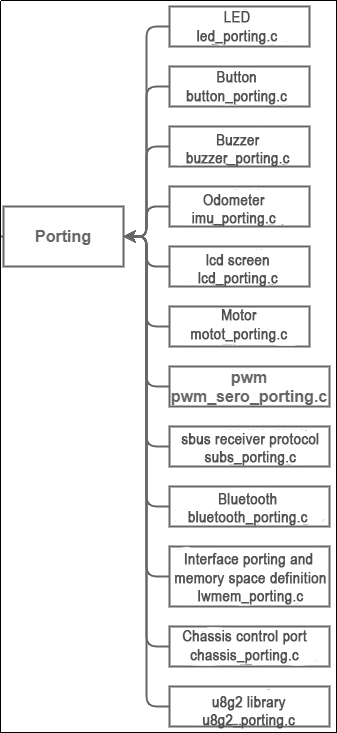 LED
led_porting.c
Button
button_porting.c
Buzzer
buzzer_porting.c
Odometer
imu_porting.c
Porting
lcd screen
lcd_porting.c
Motor
motot_porting.c
pwm
pwm_sero_porting.c
sbus receiver protocol
subs_porting.c
Bluetooth
bluetooth_porting.c
Interface porting and
memory space definition
lwmem_porting.c
Chassis control port
chassis_porting.c
u8g2 library
u8g2_porting.c